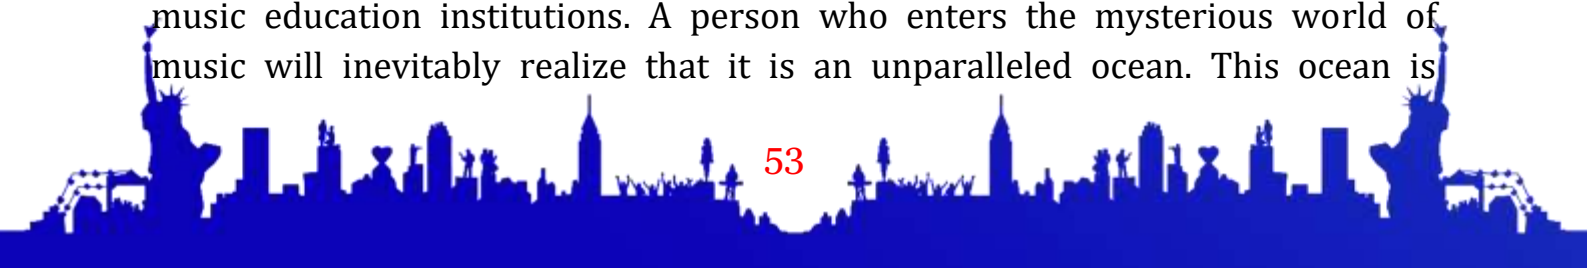 music education institutions. A person who enters the mysterious world of
music will inevitably realize that it is an unparalleled ocean. This ocean is
53